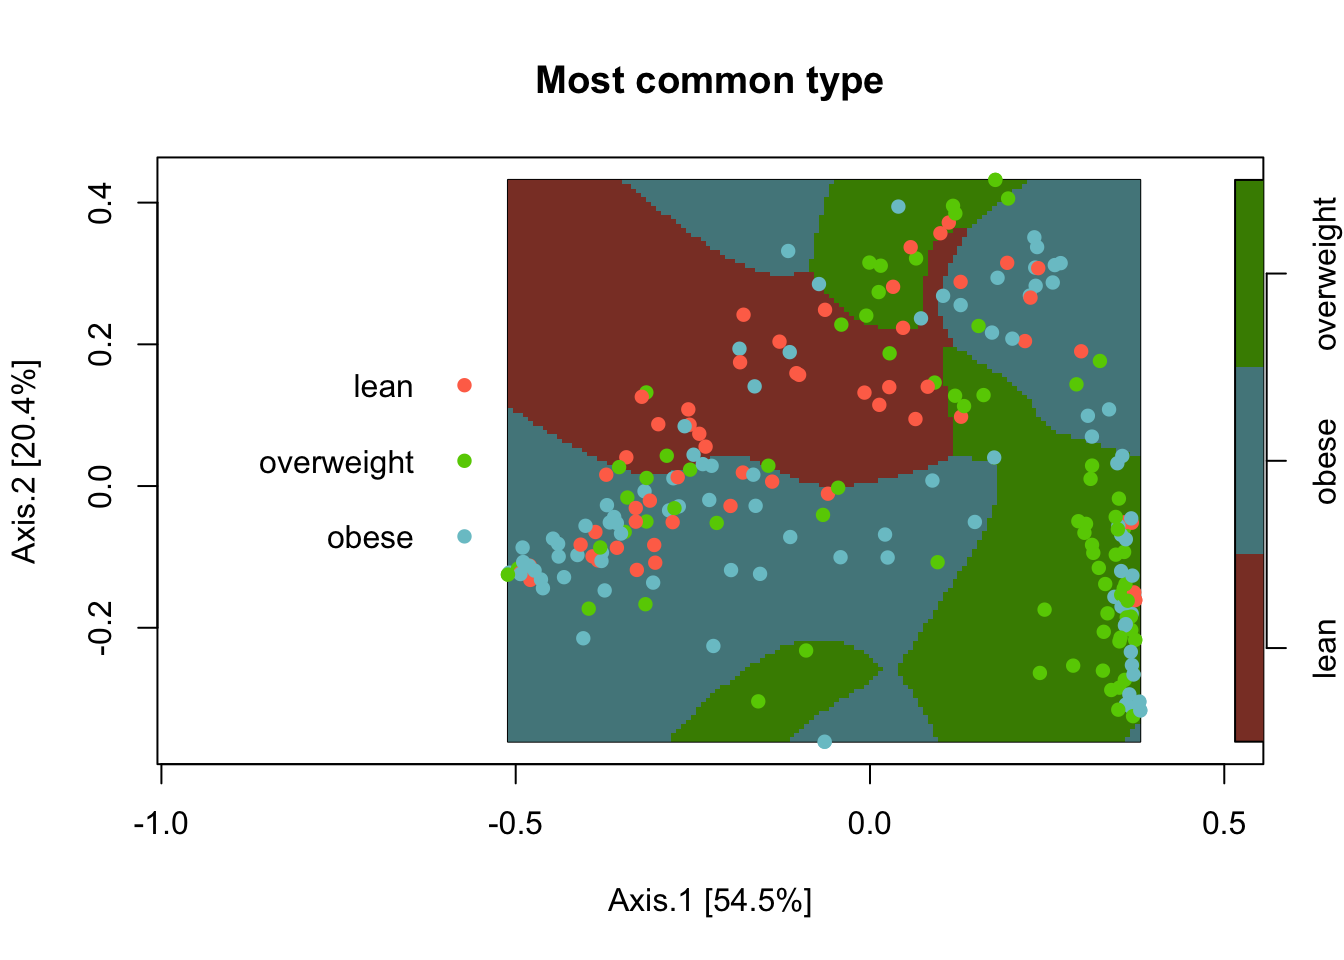 Most common type
0.4
0.2
0.0
-0.2
Axis.2 [20.4%]
lean
overweight
obese
overweight
obese
lean
-1.0 -0.5 0.0 0.5
Axis.1 [54.5%]